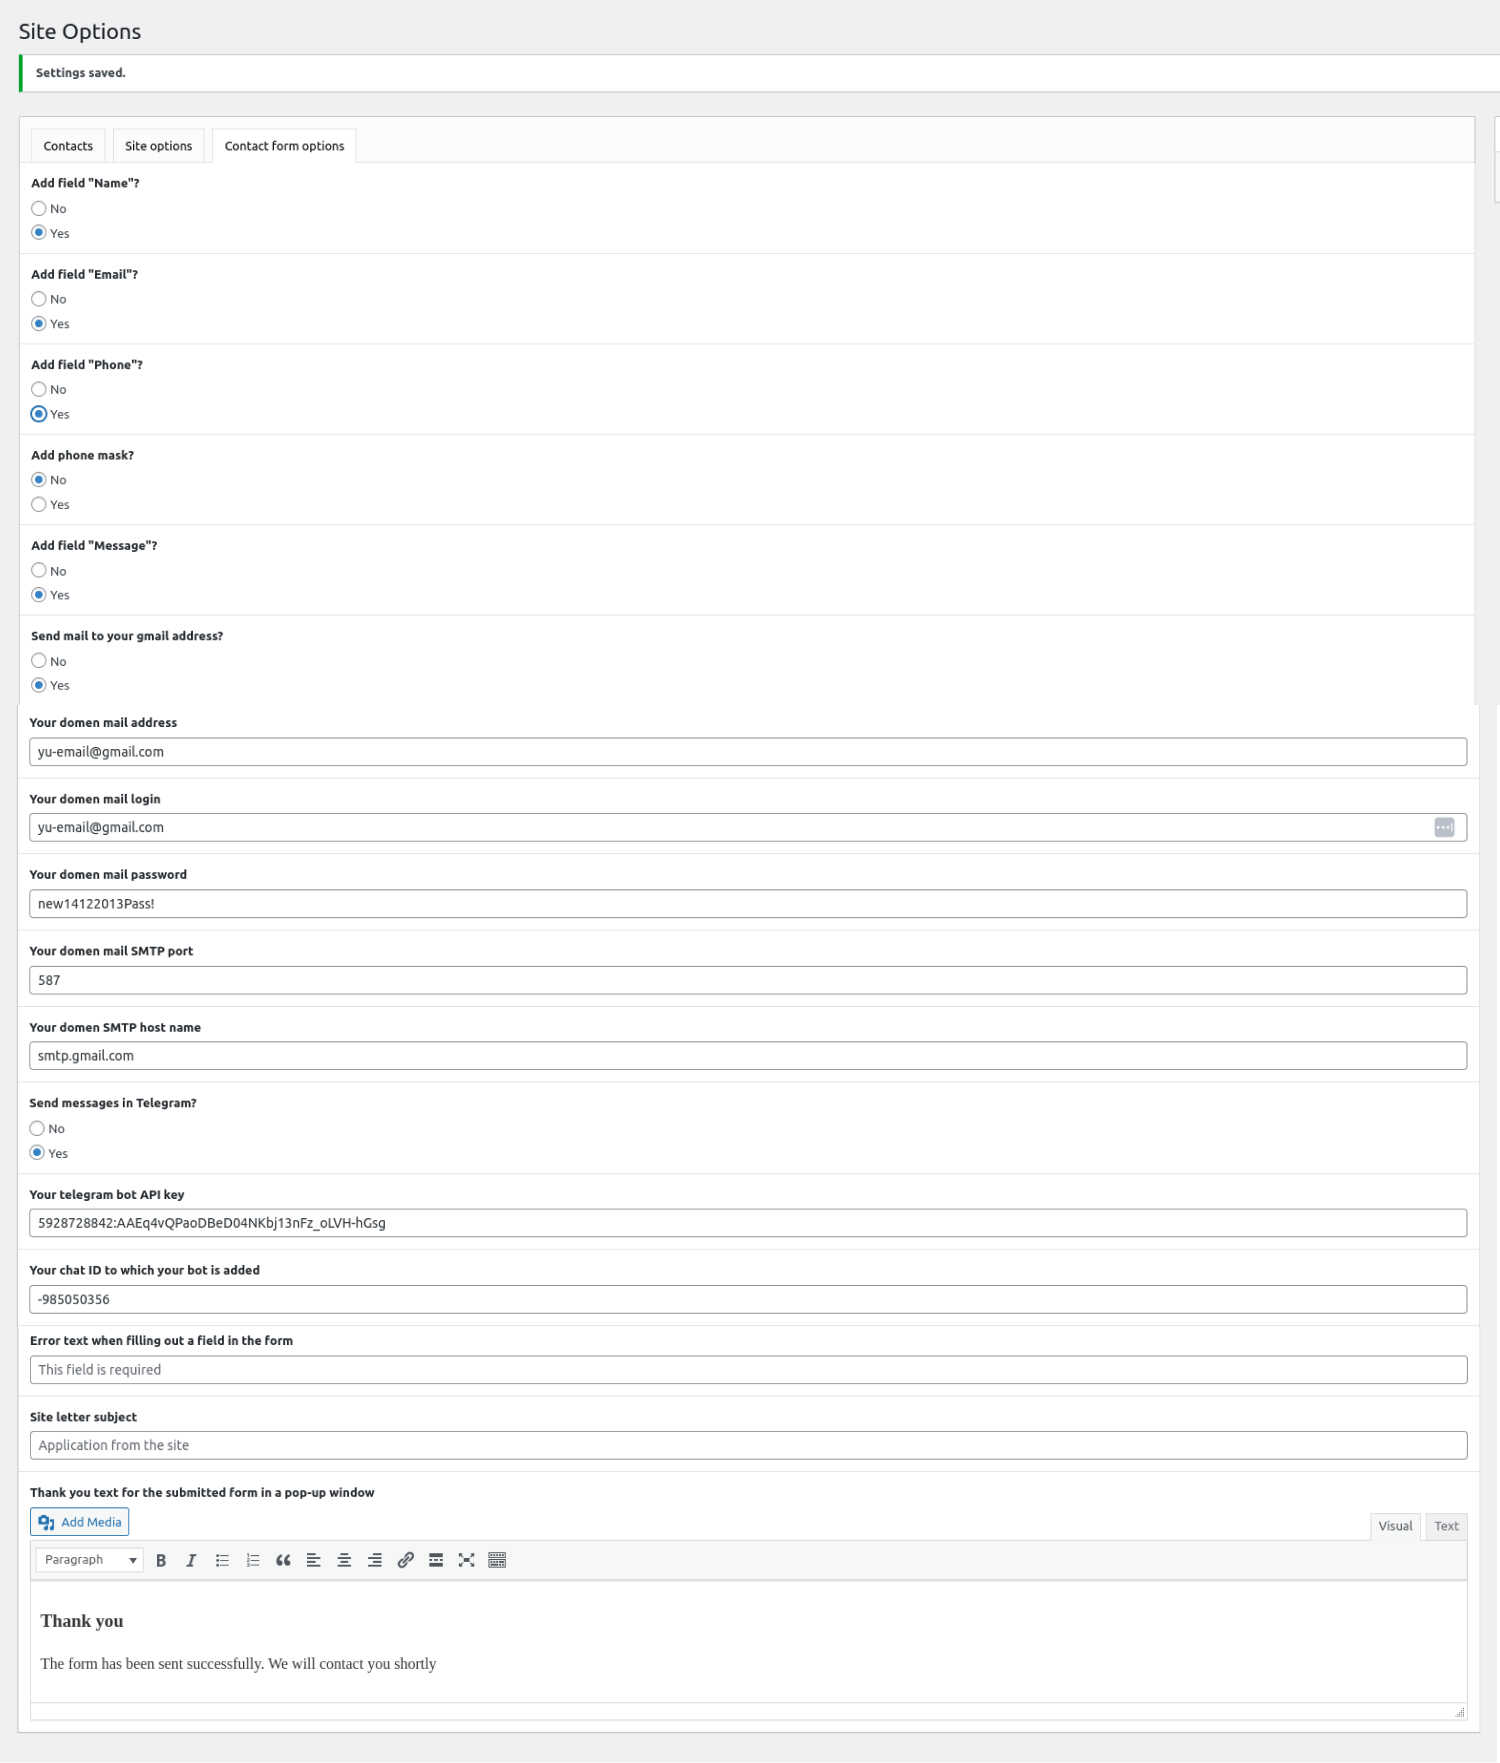 Site Options
Settings saved.
Contacts
Site options
Contact form options
Add field "Name"?
No
Yes
Add field "Email"?
No
Yes
Add field "Phone"?
No
Yes
Add phone mask?
No
Yes
Add field "Message"?
No
Yes
Send mail to your gmail address?
No
Yes
Your domen mail address
yu-email@gmail.com
Your domen mail login
yu-email@gmail.com
Your domen mail password
new14122013Pass!
Your domen mail SMTP port
587
Your domen SMTP host name
smtp.gmail.com
Send messages in Telegram?
No
Yes
Your telegram bot API key
5928728842:AAEq4vQPaoDBeD04NKbj13nFz_oLVH-hGsg
Your chat ID to which your bot is added
-985050356
Error text when filling out a field in the form
This field is required
Site letter subject
Application from the site
Thank you text for the submitted form in a pop-up window
Add Media
Visual
Text
Paragraph
Thank you
The form has been sent successfully. We will contact you shortly